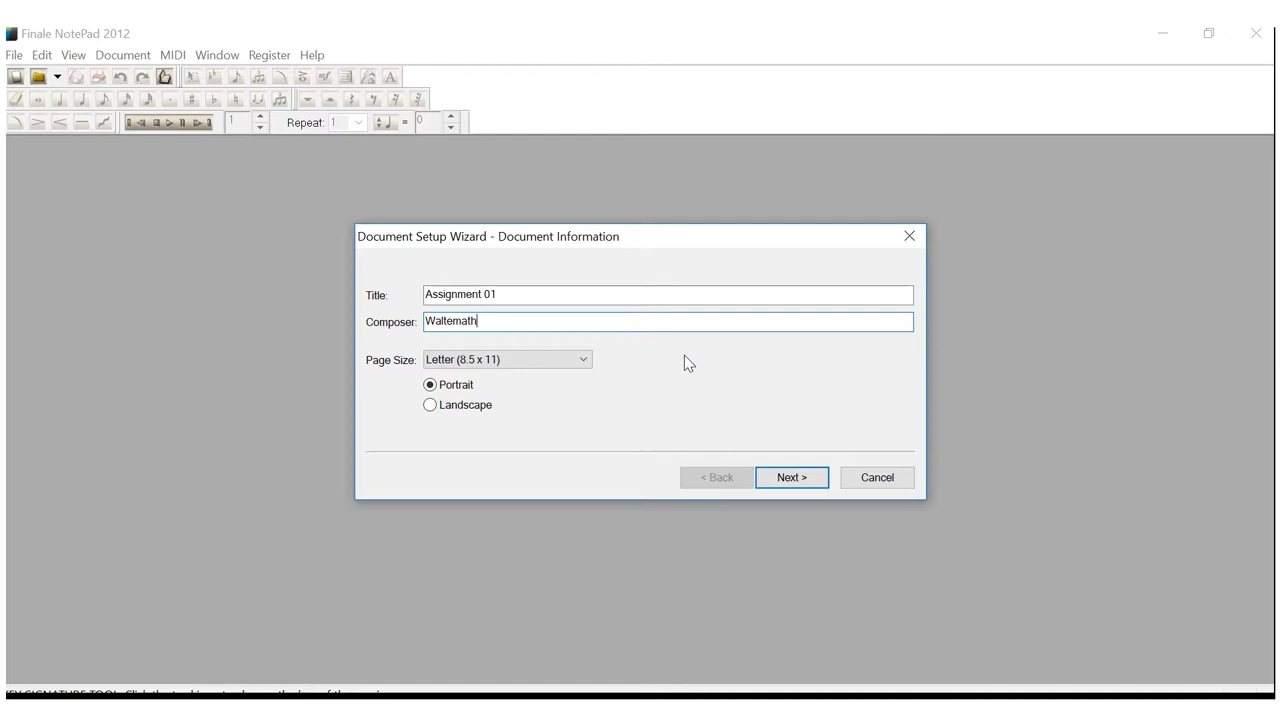 Finale NotePad 2012
File Edit View Document MIDI Window Register Help
1 Repeat: 1 = 0
Document Setup Wizard - Document Information
Title: Assignment 01
Composer: Waltemath
Page Size: Letter (8.5 x 11)
Portrait
Landscape
< Back Next > Cancel